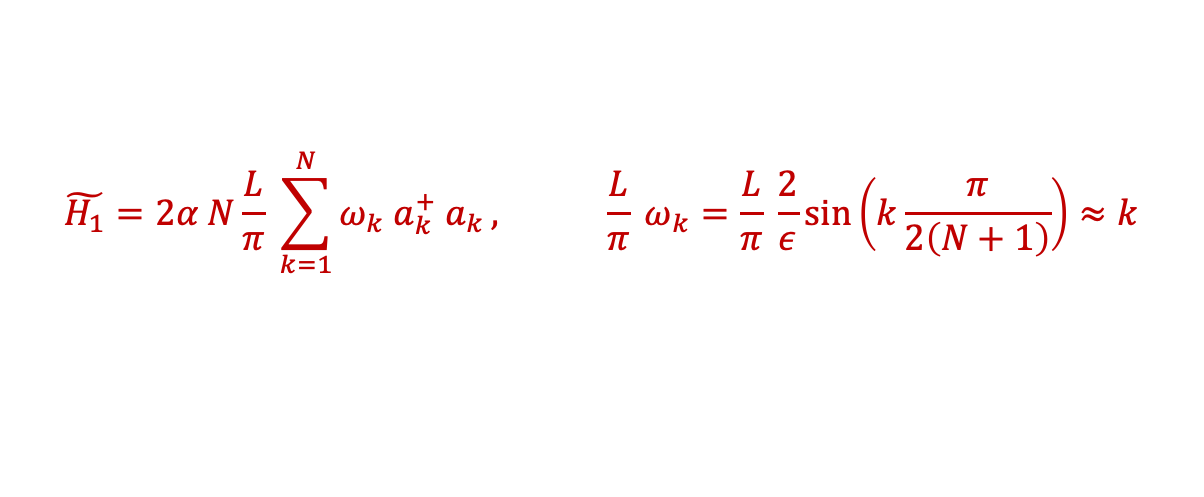 $\widetilde{H_1} = 2\alpha \, N \frac{L}{\pi} \sum_{k=1}^{N} \omega_k \, a_k^+ \, a_k \, , \qquad \frac{L}{\pi} \, \omega_k = \frac{L}{\pi} \frac{2}{\epsilon} \sin\left(k \frac{\pi}{2(N+1)}\right) \approx k$